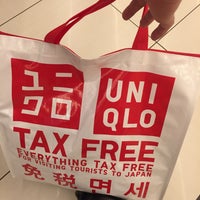 ユニ
クロ
UNI
QLO
TAX FREE
EVERYTHING TAX FREE
FOR VISITING TOURISTS TO JAPAN
免税면세